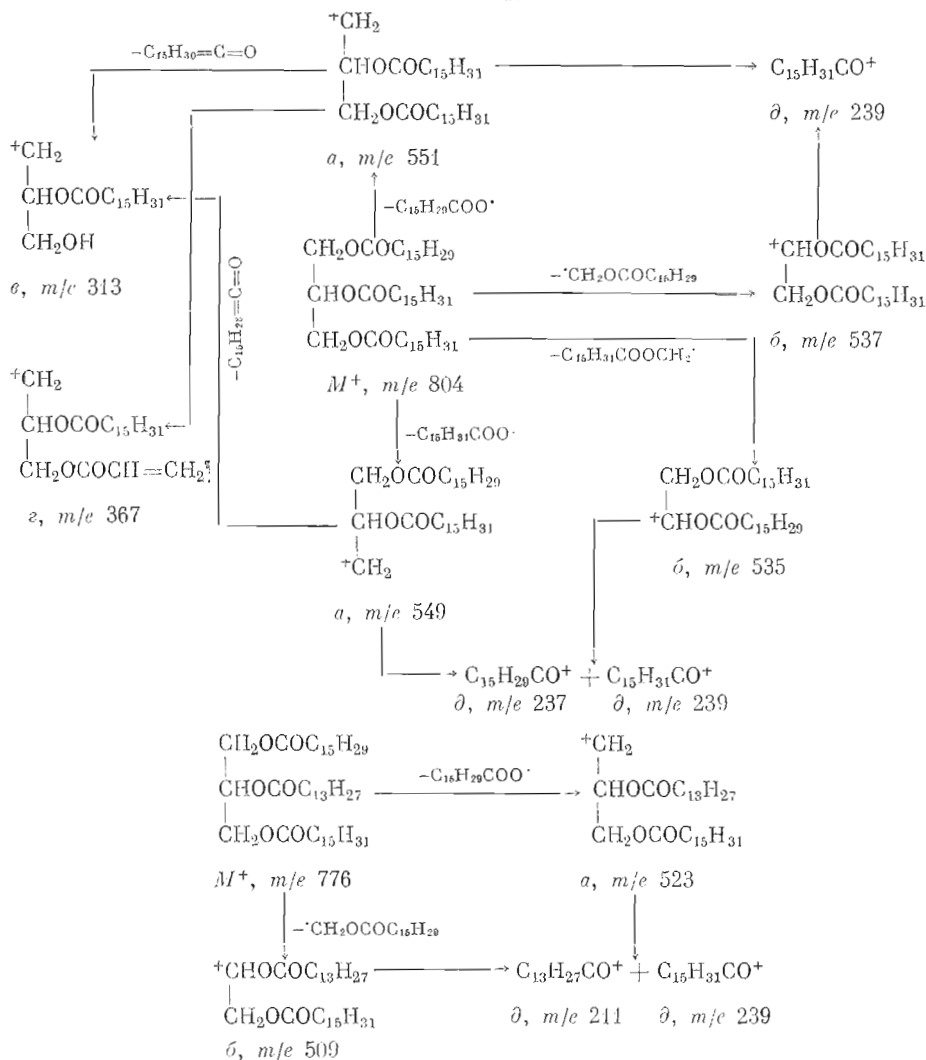 ⁺CH₂
–C₁₅H₃₀=C=O
CHOCOC₁₅H₃₁
C₁₅H₃₁CO⁺
CH₂OCOC₁₅H₃₁
д, m/e 239
а, m/e 551
⁺CH₂
CHOCOC₁₅H₃₁
CH₂OH
в, m/e 313
–C₁₅H₂₉COO˙
–C₁₅H₂₈=C=O
CH₂OCOC₁₅H₂₉
CHOCOC₁₅H₃₁
CH₂OCOC₁₅H₃₁
M⁺, m/e 804
–˙CH₂OCOC₁₅H₂₉
–C₁₅H₃₁COOCH₂˙
⁺CHOCOC₁₅H₃₁
CH₂OCOC₁₅H₃₁
б, m/e 537
⁺CH₂
CHOCOC₁₅H₃₁
CH₂OCOCH=CH₂
г, m/e 367
–C₁₅H₃₁COO˙
CH₂OCOC₁₅H₂₉
CHOCOC₁₅H₃₁
⁺CH₂
а, m/e 549
CH₂OCOC₁₅H₃₁
⁺CHOCOC₁₅H₂₉
б, m/e 535
C₁₅H₂₉CO⁺ + C₁₅H₃₁CO⁺
д, m/e 237 д, m/e 239
CH₂OCOC₁₅H₂₉
CHOCOC₁₃H₂₇
CH₂OCOC₁₅H₃₁
M⁺, m/e 776
–C₁₅H₂₉COO˙
⁺CH₂
CHOCOC₁₃H₂₇
CH₂OCOC₁₅H₃₁
а, m/e 523
–˙CH₂OCOC₁₅H₂₉
⁺CHOCOC₁₃H₂₇
CH₂OCOC₁₅H₃₁
б, m/e 509
C₁₃H₂₇CO⁺ + C₁₅H₃₁CO⁺
д, m/e 211 д, m/e 239